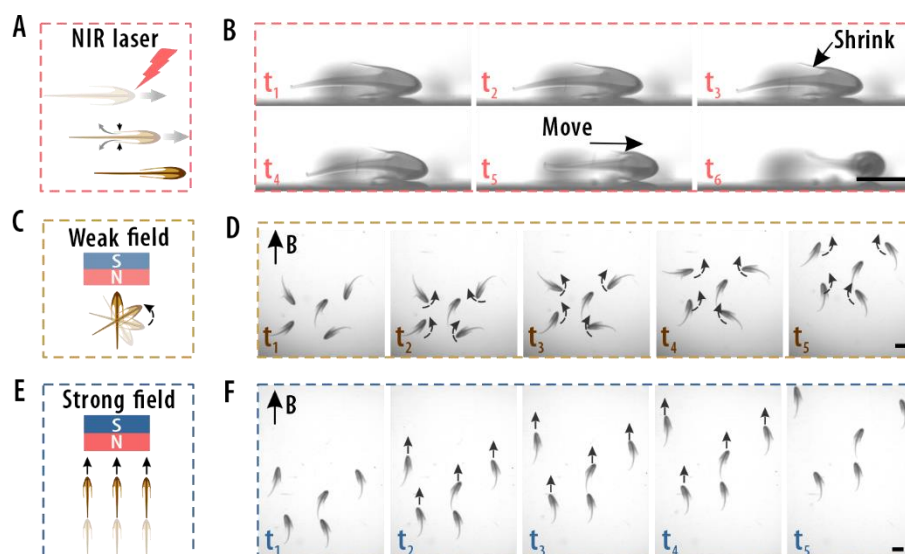 A
NIR laser
B
t1
t2
t3
Shrink
t4
Move
t5
t6
C
Weak field
S
N
D
B
t1
t2
t3
t4
t5
E
Strong field
S
N
F
B
t1
t2
t3
t4
t5